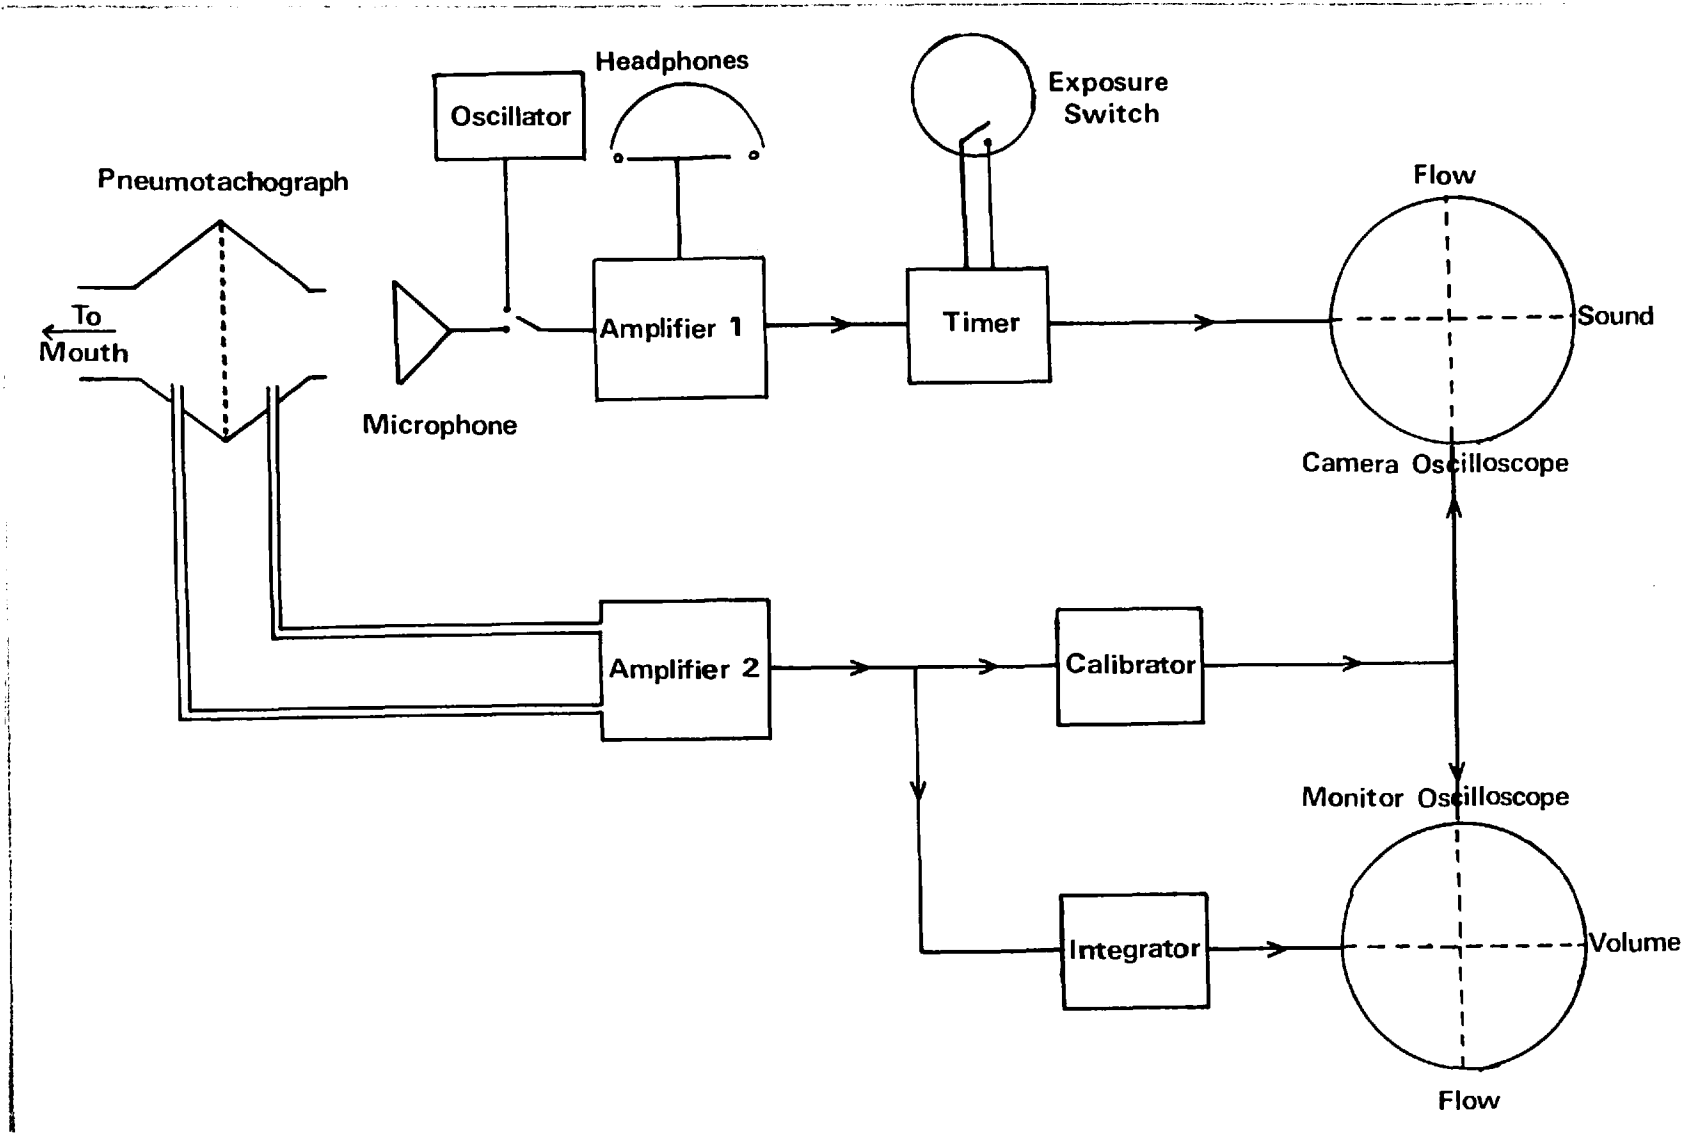 Headphones
Exposure
Switch
Oscillator
Pneumotachograph
Flow
To
Mouth
Amplifier 1
Timer
Sound
Microphone
Camera Oscilloscope
Amplifier 2
Calibrator
Monitor Oscilloscope
Integrator
Volume
Flow